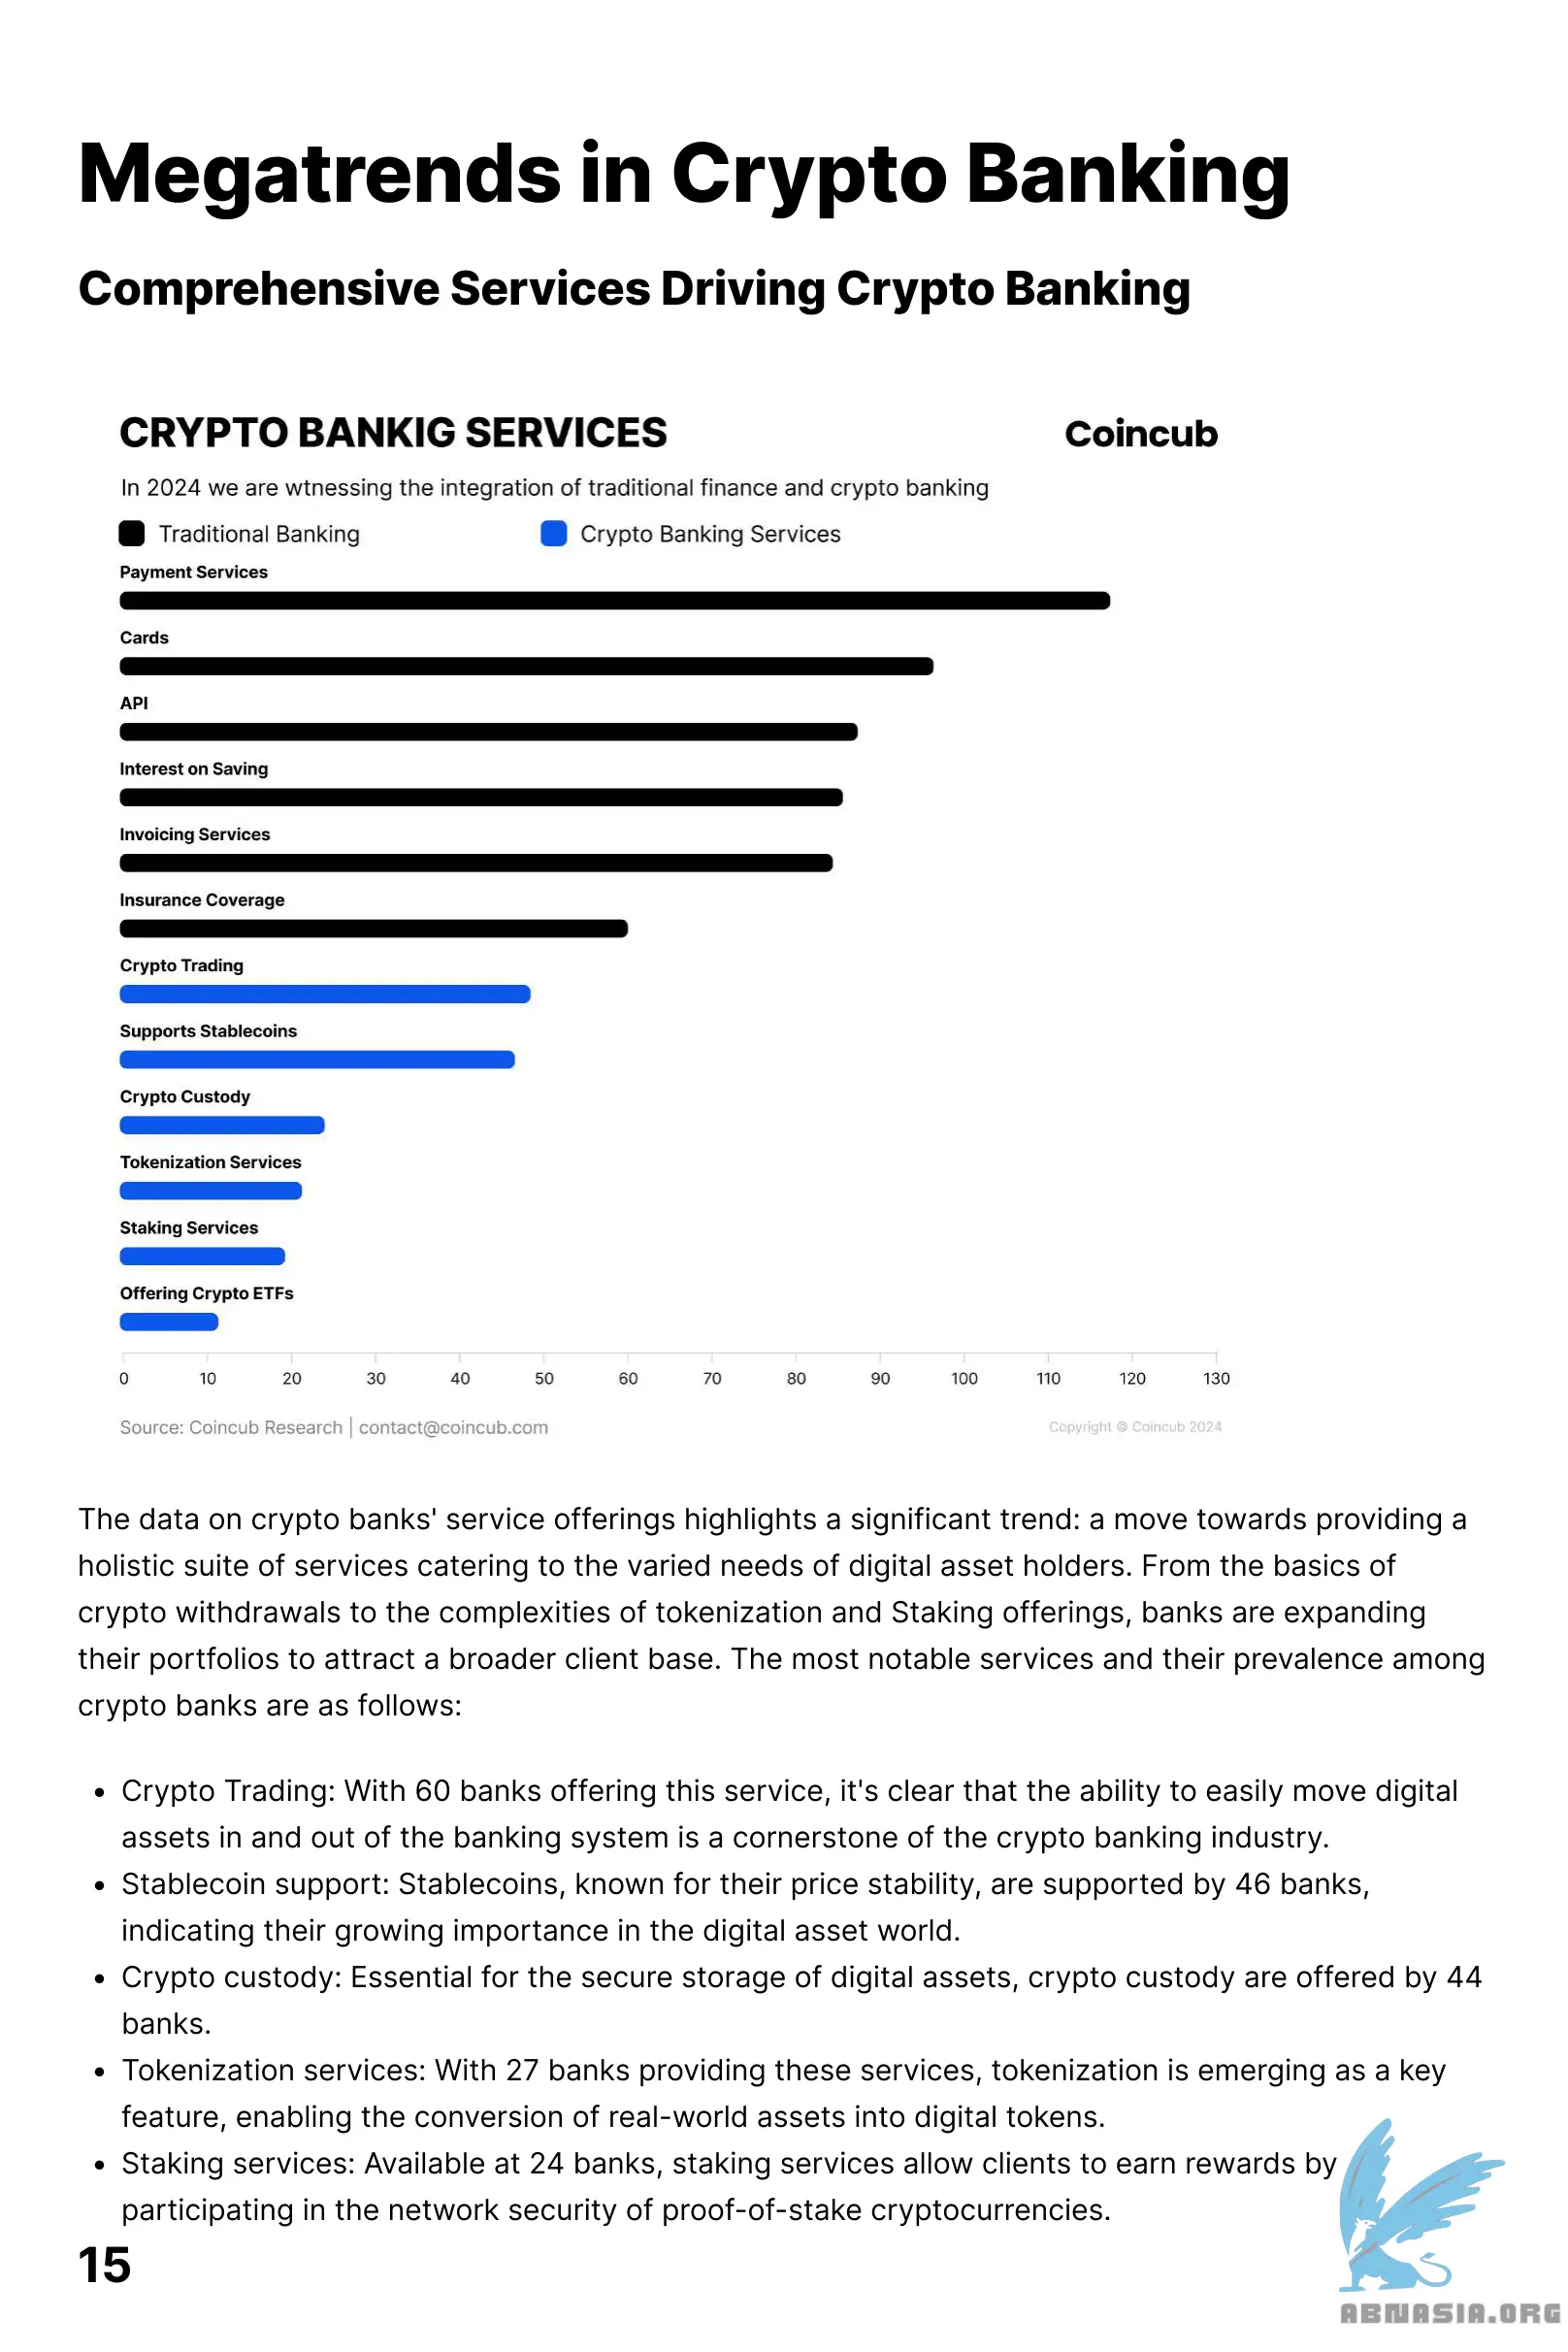 Megatrends in Crypto Banking
Comprehensive Services Driving Crypto Banking
CRYPTO BANKIG SERVICES
Coincub
In 2024 we are wtnessing the integration of traditional finance and crypto banking
Traditional Banking
Crypto Banking Services
Payment Services
Cards
API
Interest on Saving
Invoicing Services
Insurance Coverage
Crypto Trading
Supports Stablecoins
Crypto Custody
Tokenization Services
Staking Services
Offering Crypto ETFs
0 10 20 30 40 50 60 70 80 90 100 110 120 130
Source: Coincub Research | contact@coincub.com
Copyright © Coincub 2024
The data on crypto banks' service offerings highlights a significant trend: a move towards providing a
holistic suite of services catering to the varied needs of digital asset holders. From the basics of
crypto withdrawals to the complexities of tokenization and Staking offerings, banks are expanding
their portfolios to attract a broader client base. The most notable services and their prevalence among
crypto banks are as follows:
• Crypto Trading: With 60 banks offering this service, it's clear that the ability to easily move digital
assets in and out of the banking system is a cornerstone of the crypto banking industry.
• Stablecoin support: Stablecoins, known for their price stability, are supported by 46 banks,
indicating their growing importance in the digital asset world.
• Crypto custody: Essential for the secure storage of digital assets, crypto custody are offered by 44
banks.
• Tokenization services: With 27 banks providing these services, tokenization is emerging as a key
feature, enabling the conversion of real-world assets into digital tokens.
• Staking services: Available at 24 banks, staking services allow clients to earn rewards by
participating in the network security of proof-of-stake cryptocurrencies.
15
ABNASIA.ORG